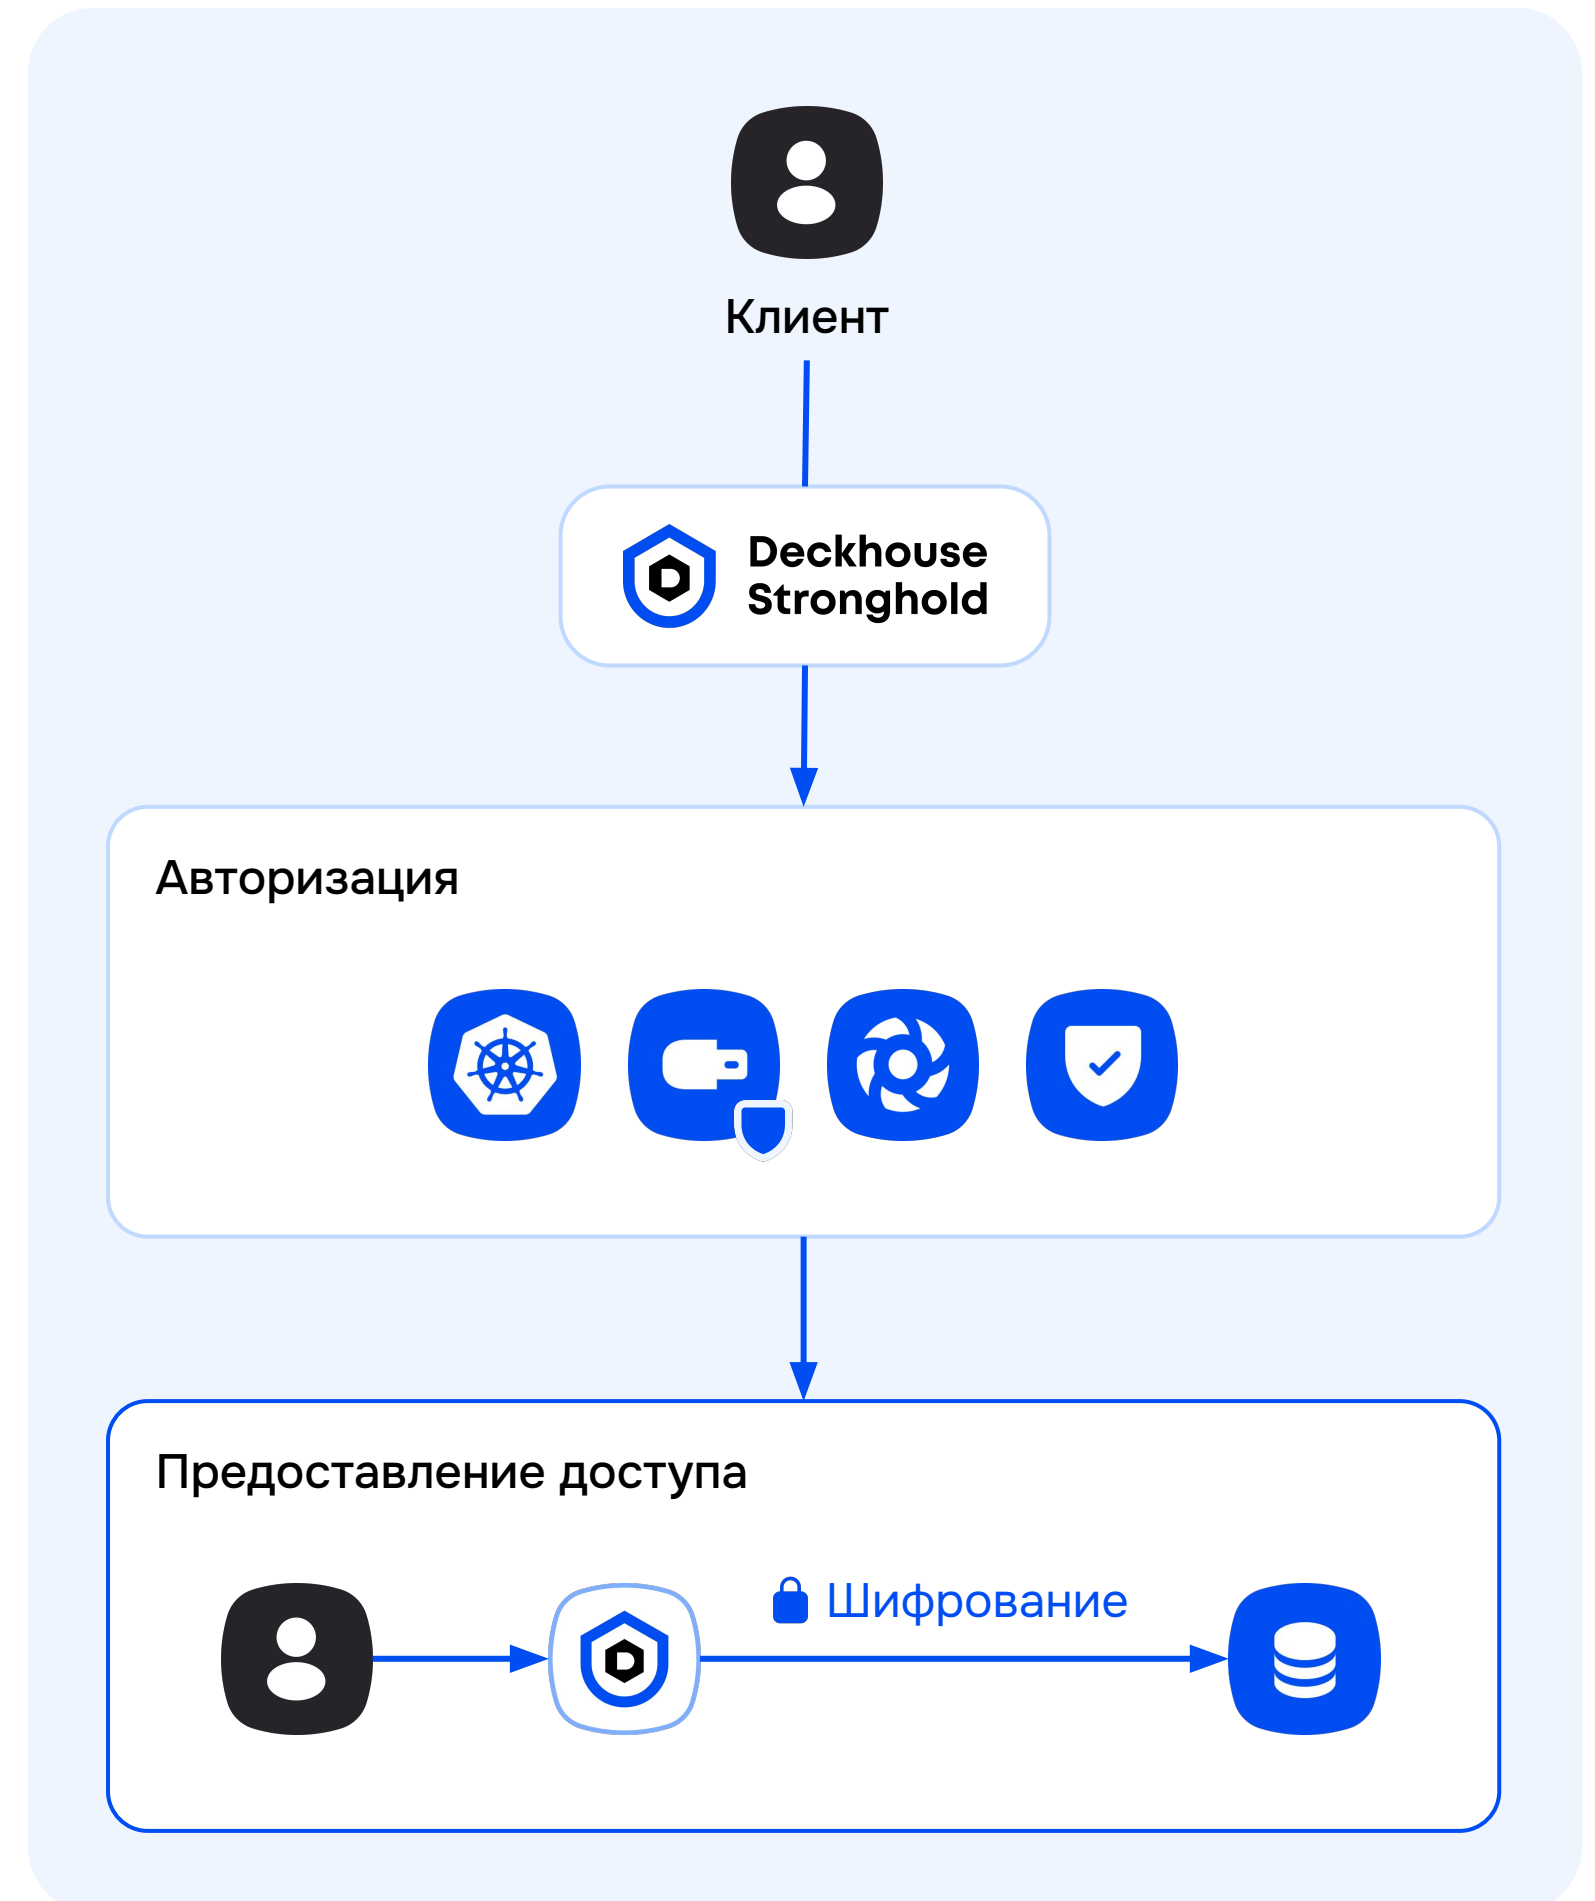 Клиент
Deckhouse
Stronghold
Авторизация
Предоставление доступа
Шифрование